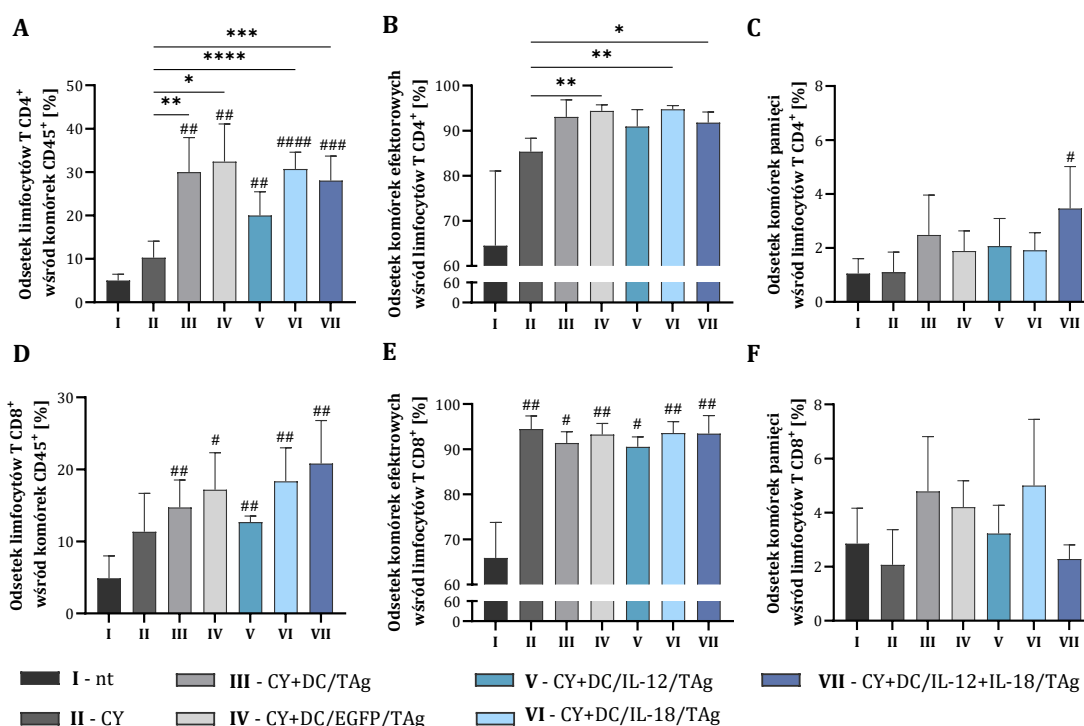 A
***
****
*
**
##
##
##
####
###
Odsetek limfocytów T CD4⁺
wśród komórek CD45⁺ [%]
50
40
30
20
10
0
I II III IV V VI VII
B
*
**
**
Odsetek komórek efektorowych
wśród limfocytów T CD4⁺ [%]
100
90
80
70
60
60
0
I II III IV V VI VII
C
#
Odsetek komórek pamięci
wśród limfocytów T CD4⁺ [%]
8
6
4
2
0
I II III IV V VI VII
D
##
#
##
##
##
Odsetek limfocytów T CD8⁺
wśród komórek CD45⁺ [%]
30
20
10
0
I II III IV V VI VII
E
##
#
##
#
##
##
Odsetek komórek efektrowych
wśród limfocytów T CD8⁺ [%]
100
90
80
70
60
60
0
I II III IV V VI VII
F
Odsetek komórek pamięci
wśród limfocytów T CD8⁺ [%]
8
6
4
2
0
I II III IV V VI VII
I - nt
III - CY+DC/TAg
V - CY+DC/IL-12/TAg
VII - CY+DC/IL-12+IL-18/TAg
II - CY
IV - CY+DC/EGFP/TAg
VI - CY+DC/IL-18/TAg